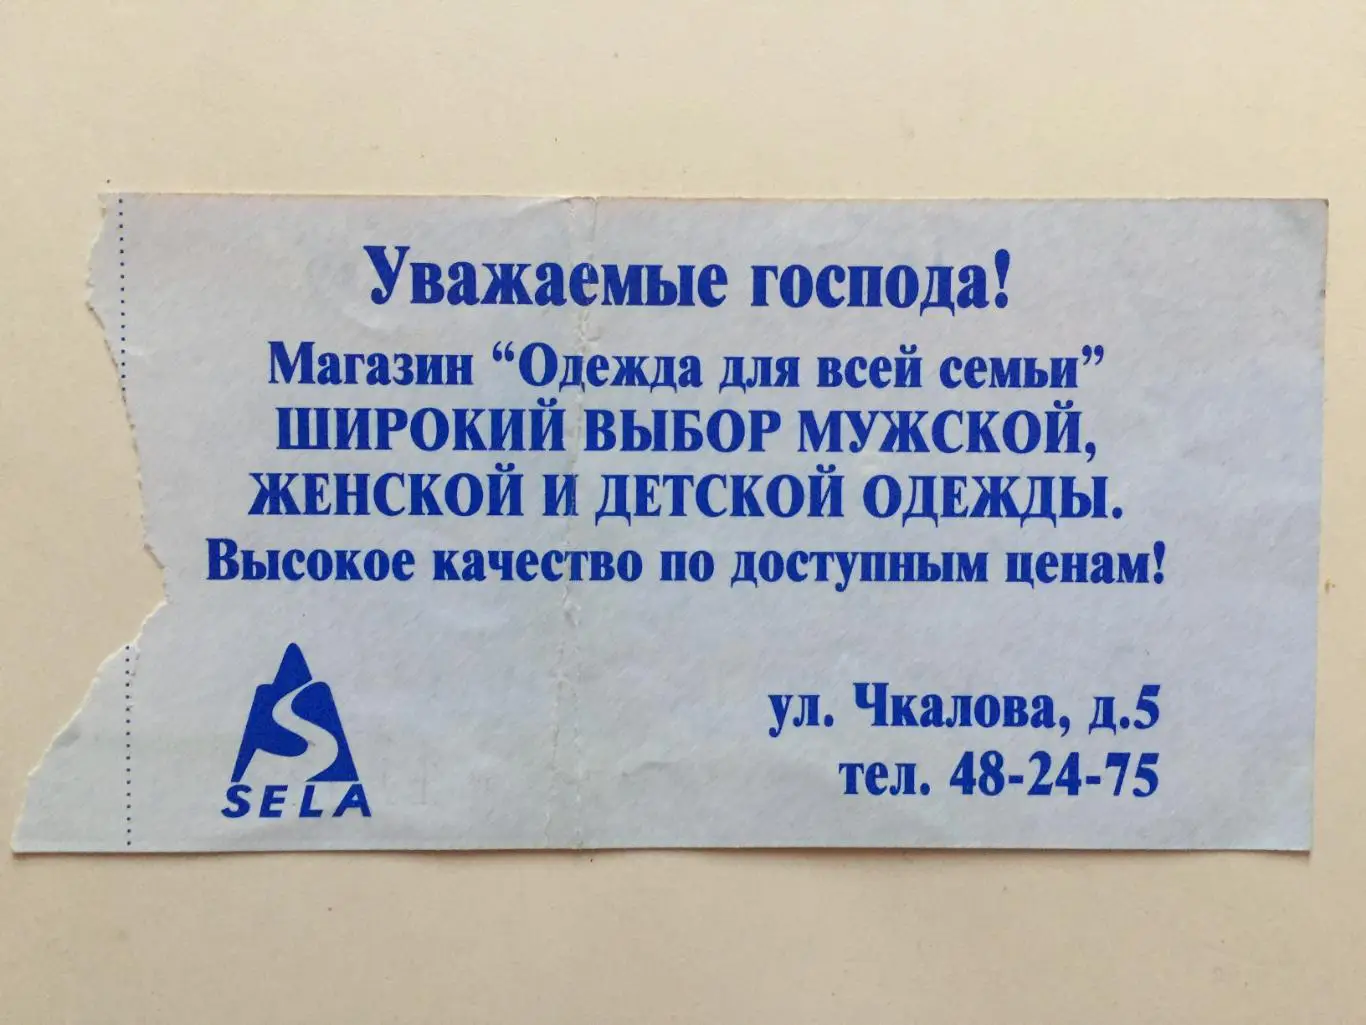 Уважаемые господа!
Магазин “Одежда для всей семьи”
ШИРОКИЙ ВЫБОР МУЖСКОЙ,
ЖЕНСКОЙ И ДЕТСКОЙ ОДЕЖДЫ.
Высокое качество по доступным ценам!
ул. Чкалова, д.5
тел. 48-24-75
SELA